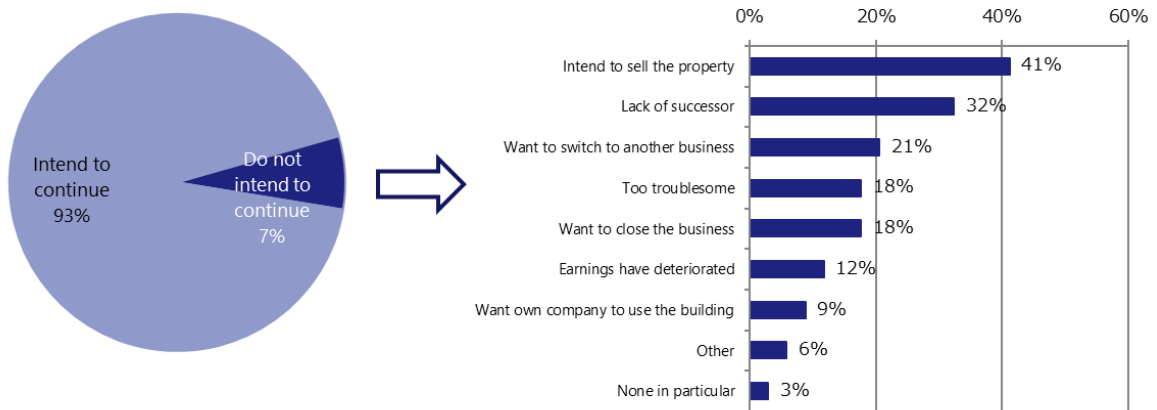 Intend to
continue
93%
Do not
intend to
continue
7%
0%
20%
40%
60%
Intend to sell the property
41%
Lack of successor
32%
Want to switch to another business
21%
Too troublesome
18%
Want to close the business
18%
Earnings have deteriorated
12%
Want own company to use the building
9%
Other
6%
None in particular
3%